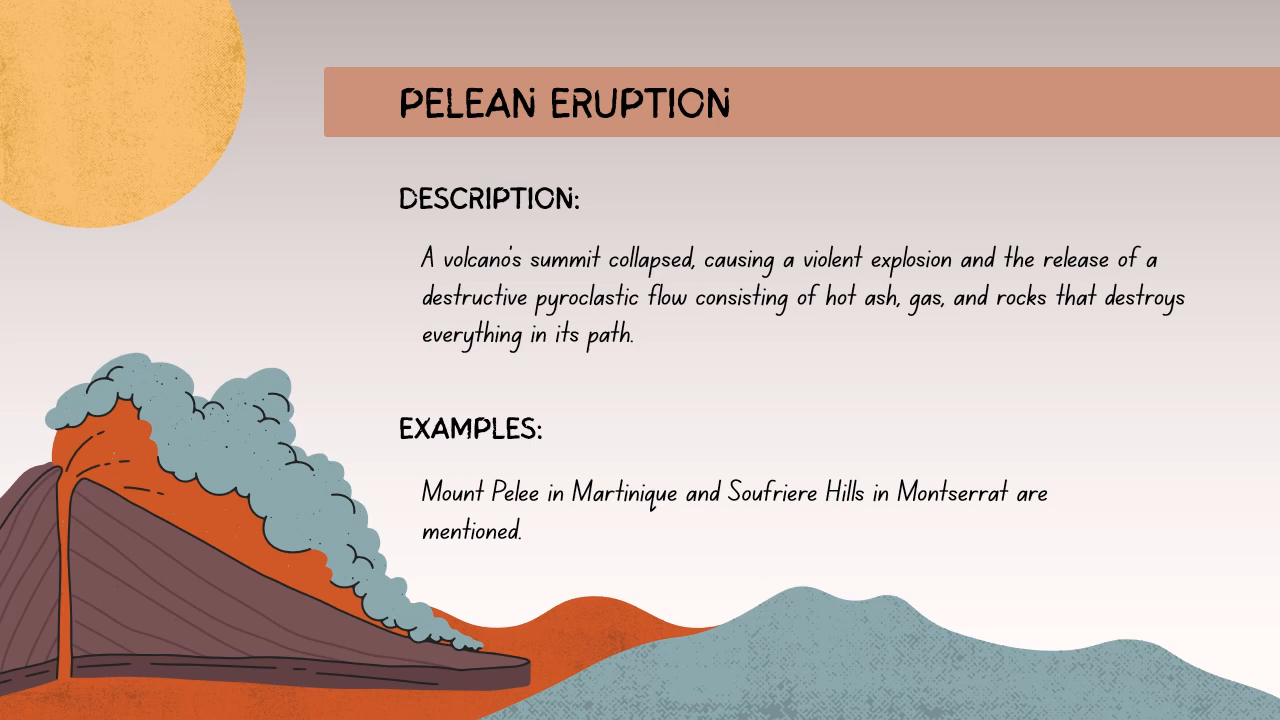 PELEAN ERUPTION
DESCRIPTION:
A volcano's summit collapsed, causing a violent explosion and the release of a
destructive pyroclastic flow consisting of hot ash, gas, and rocks that destroys
everything in its path.
EXAMPLES:
Mount Pelee in Martinique and Soufriere Hills in Montserrat are
mentioned.